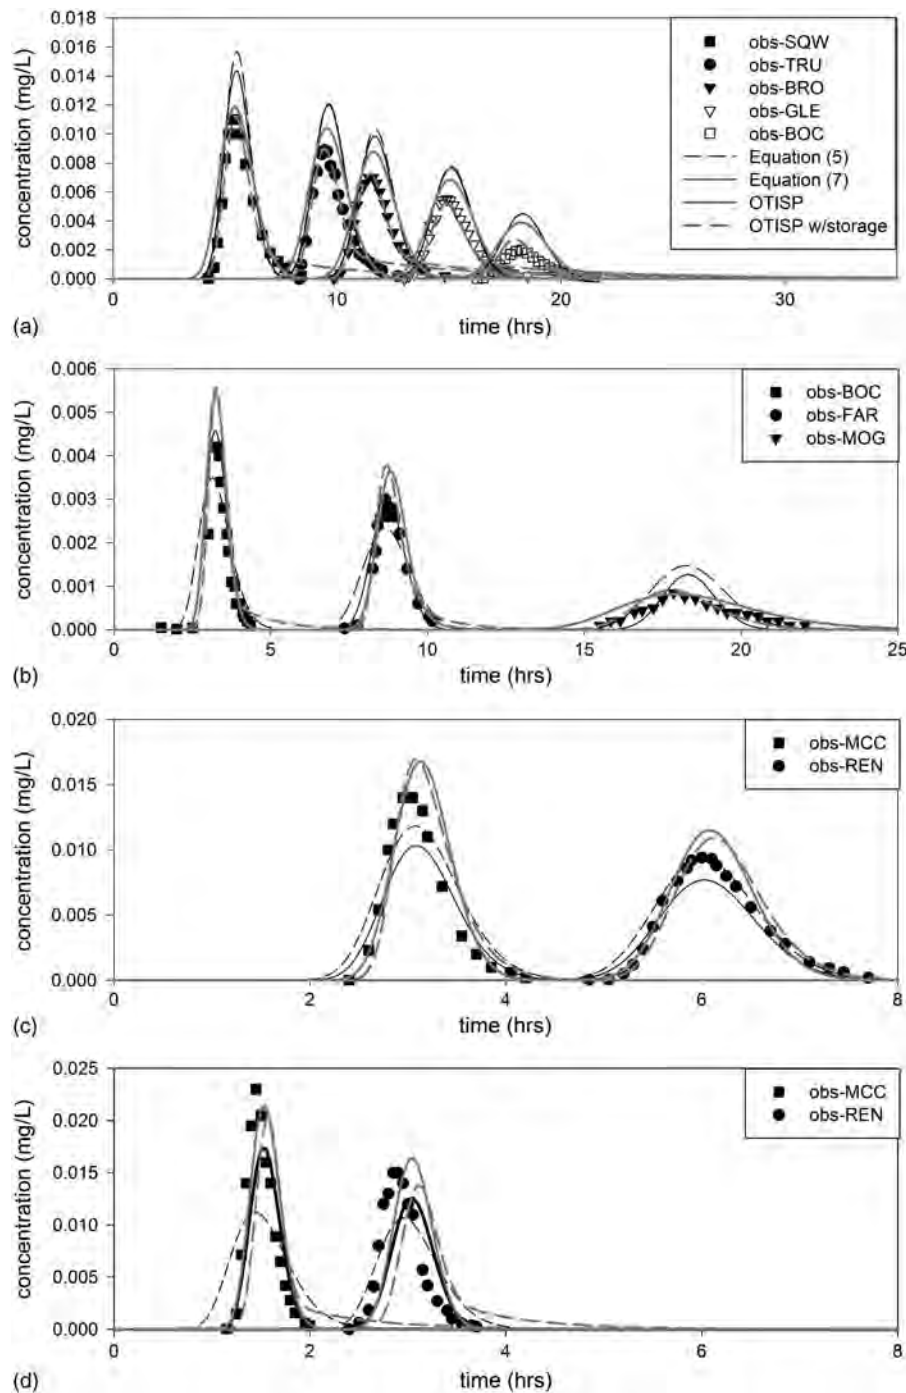 0.018
0.016
0.014
0.012
0.010
0.008
0.006
0.004
0.002
0.000
concentration (mg/L)
obs-SQW
obs-TRU
obs-BRO
obs-GLE
obs-BOC
Equation (5)
Equation (7)
OTISP
OTISP w/storage
0 10 20 30
time (hrs)
(a)
0.006
0.005
0.004
0.003
0.002
0.001
0.000
concentration (mg/L)
obs-BOC
obs-FAR
obs-MOG
0 5 10 15 20 25
time (hrs)
(b)
0.020
0.015
0.010
0.005
0.000
concentration (mg/L)
obs-MCC
obs-REN
0 2 4 6 8
time (hrs)
(c)
0.025
0.020
0.015
0.010
0.005
0.000
concentration (mg/L)
obs-MCC
obs-REN
0 2 4 6 8
time (hrs)
(d)